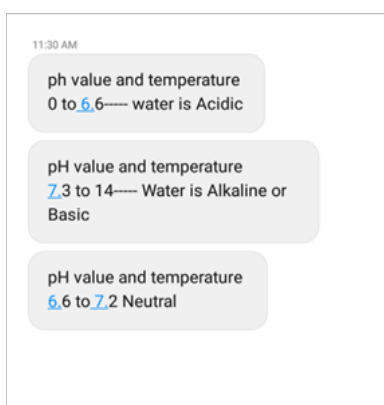 11:30 AM
ph value and temperature
0 to 6.6----- water is Acidic
pH value and temperature
7.3 to 14----- Water is Alkaline or
Basic
pH value and temperature
6.6 to 7.2 Neutral